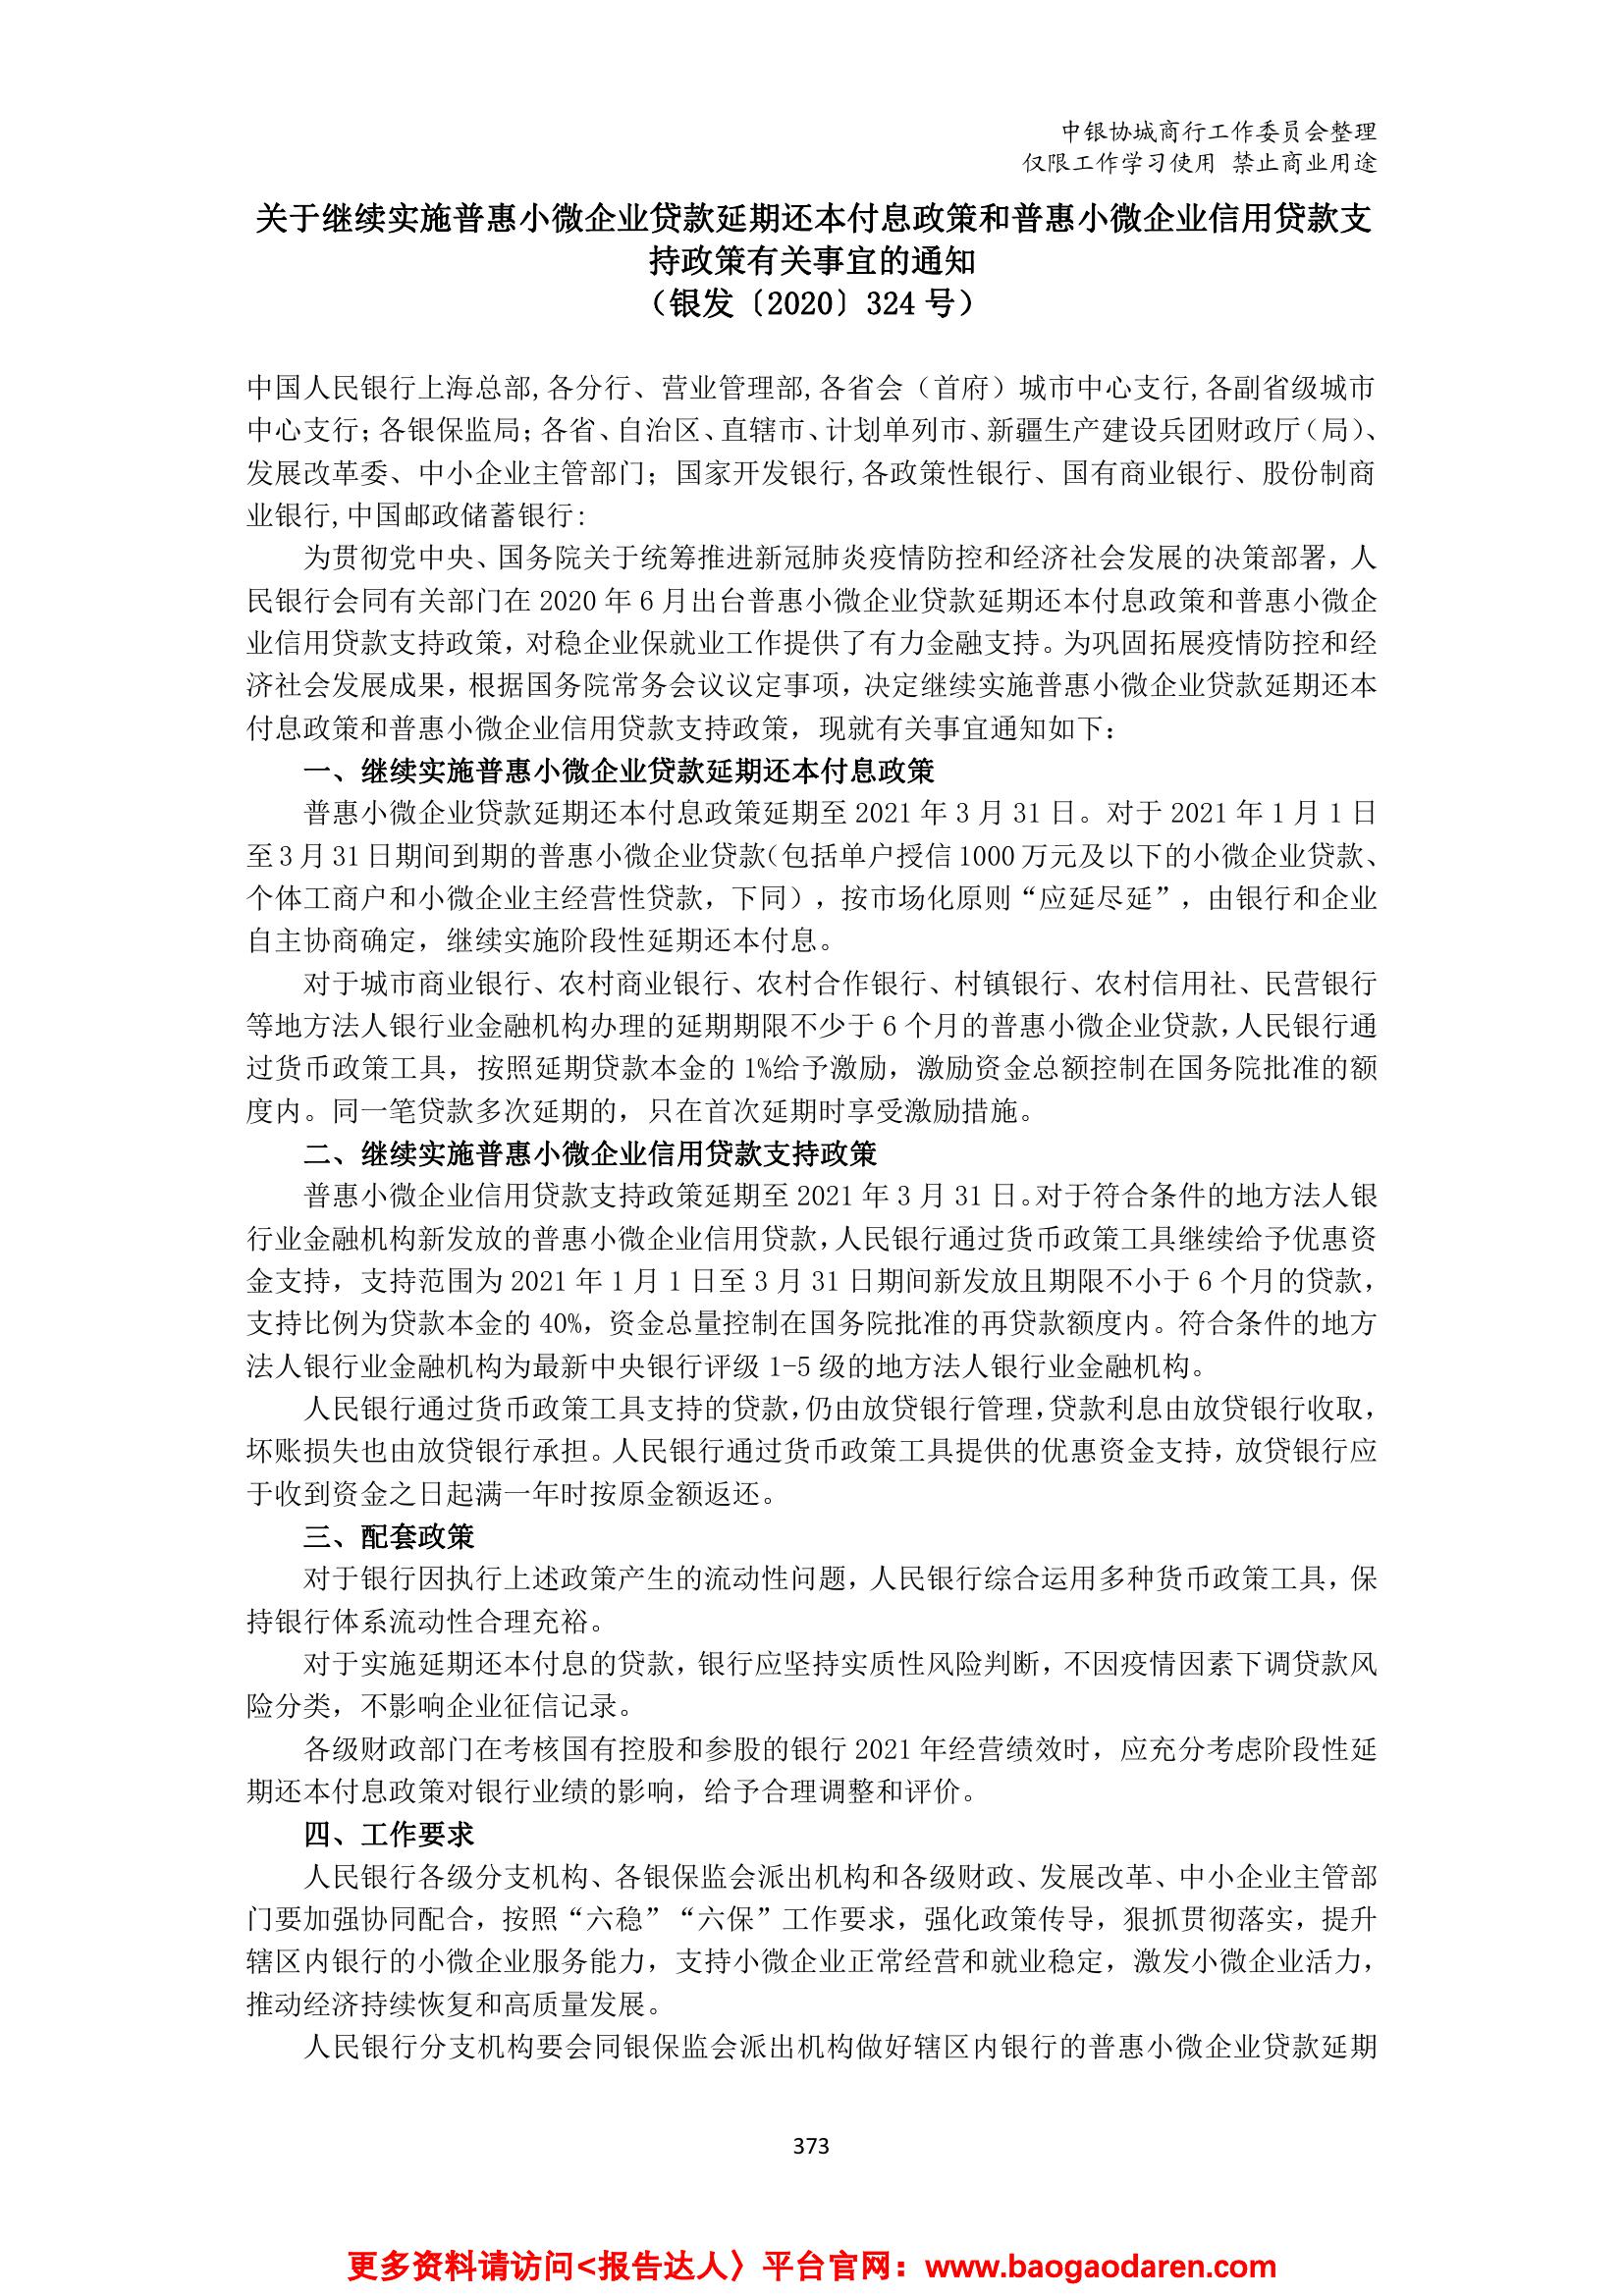 中银协城商行工作委员会整理
仅限工作学习使用 禁止商业用途
关于继续实施普惠小微企业贷款延期还本付息政策和普惠小微企业信用贷款支
持政策有关事宜的通知
（银发〔2020〕324 号）
中国人民银行上海总部,各分行、营业管理部,各省会（首府）城市中心支行,各副省级城市
中心支行；各银保监局；各省、自治区、直辖市、计划单列市、新疆生产建设兵团财政厅（局）、
发展改革委、中小企业主管部门；国家开发银行,各政策性银行、国有商业银行、股份制商
业银行,中国邮政储蓄银行:
为贯彻党中央、国务院关于统筹推进新冠肺炎疫情防控和经济社会发展的决策部署，人
民银行会同有关部门在 2020 年 6 月出台普惠小微企业贷款延期还本付息政策和普惠小微企
业信用贷款支持政策，对稳企业保就业工作提供了有力金融支持。为巩固拓展疫情防控和经
济社会发展成果，根据国务院常务会议议定事项，决定继续实施普惠小微企业贷款延期还本
付息政策和普惠小微企业信用贷款支持政策，现就有关事宜通知如下：
一、继续实施普惠小微企业贷款延期还本付息政策
普惠小微企业贷款延期还本付息政策延期至 2021 年 3 月 31 日。对于 2021 年 1 月 1 日
至 3 月 31 日期间到期的普惠小微企业贷款（包括单户授信 1000 万元及以下的小微企业贷款、
个体工商户和小微企业主经营性贷款，下同），按市场化原则“应延尽延”，由银行和企业
自主协商确定，继续实施阶段性延期还本付息。
对于城市商业银行、农村商业银行、农村合作银行、村镇银行、农村信用社、民营银行
等地方法人银行业金融机构办理的延期期限不少于 6 个月的普惠小微企业贷款，人民银行通
过货币政策工具，按照延期贷款本金的 1%给予激励，激励资金总额控制在国务院批准的额
度内。同一笔贷款多次延期的，只在首次延期时享受激励措施。
二、继续实施普惠小微企业信用贷款支持政策
普惠小微企业信用贷款支持政策延期至 2021 年 3 月 31 日。对于符合条件的地方法人银
行业金融机构新发放的普惠小微企业信用贷款，人民银行通过货币政策工具继续给予优惠资
金支持，支持范围为 2021 年 1 月 1 日至 3 月 31 日期间新发放且期限不小于 6 个月的贷款，
支持比例为贷款本金的 40%，资金总量控制在国务院批准的再贷款额度内。符合条件的地方
法人银行业金融机构为最新中央银行评级 1-5 级的地方法人银行业金融机构。
人民银行通过货币政策工具支持的贷款，仍由放贷银行管理，贷款利息由放贷银行收取，
坏账损失也由放贷银行承担。人民银行通过货币政策工具提供的优惠资金支持，放贷银行应
于收到资金之日起满一年时按原金额返还。
三、配套政策
对于银行因执行上述政策产生的流动性问题，人民银行综合运用多种货币政策工具，保
持银行体系流动性合理充裕。
对于实施延期还本付息的贷款，银行应坚持实质性风险判断，不因疫情因素下调贷款风
险分类，不影响企业征信记录。
各级财政部门在考核国有控股和参股的银行 2021 年经营绩效时，应充分考虑阶段性延
期还本付息政策对银行业绩的影响，给予合理调整和评价。
四、工作要求
人民银行各级分支机构、各银保监会派出机构和各级财政、发展改革、中小企业主管部
门要加强协同配合，按照“六稳”“六保”工作要求，强化政策传导，狠抓贯彻落实，提升
辖区内银行的小微企业服务能力，支持小微企业正常经营和就业稳定，激发小微企业活力，
推动经济持续恢复和高质量发展。
人民银行分支机构要会同银保监会派出机构做好辖区内银行的普惠小微企业贷款延期
373
更多资料请访问<报告达人〉平台官网：www.baogaodaren.com